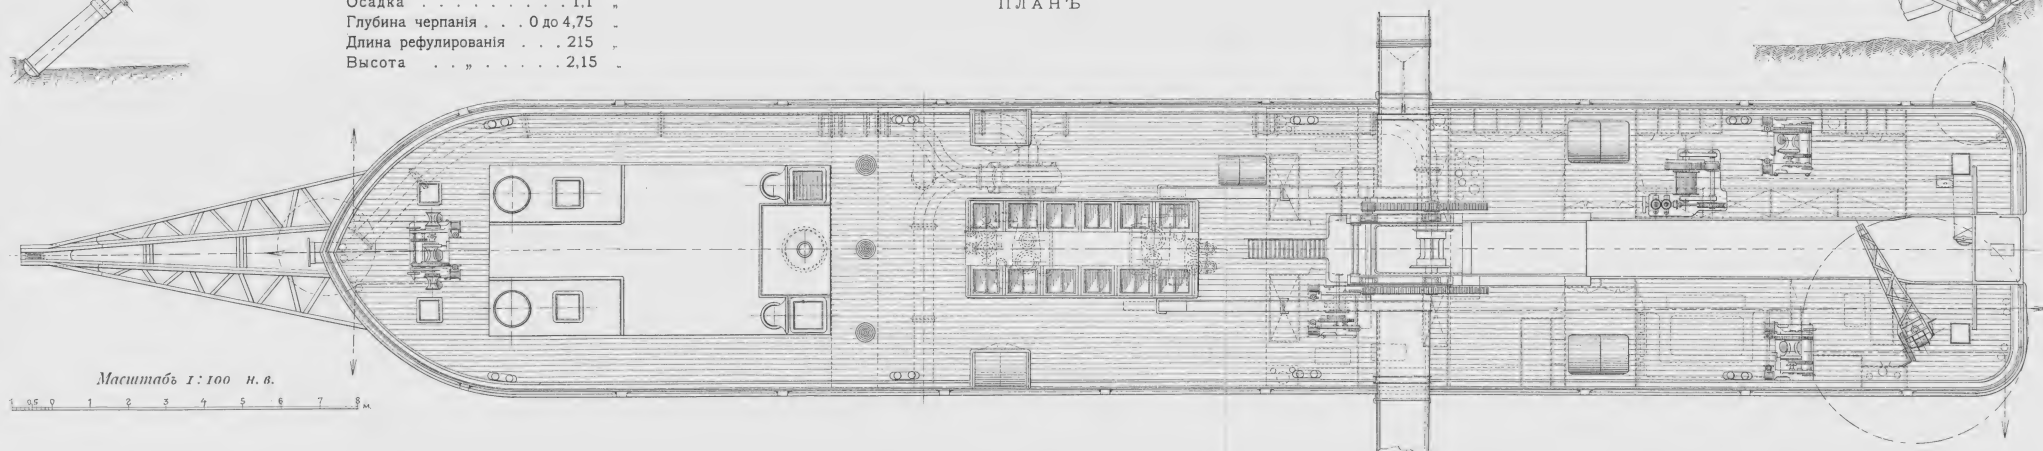 Осадка . . . . . . . . . . 1,1 „
Глубина черпанія . . . 0 до 4,75 „
Длина рефулированія . . . 215 „
Высота . . „ . . . . . 2,15 „
ПЛАНЪ
Масштабъ 1:100 н.в.
1 0,5 0 1 2 3 4 5 6 7 8 м.